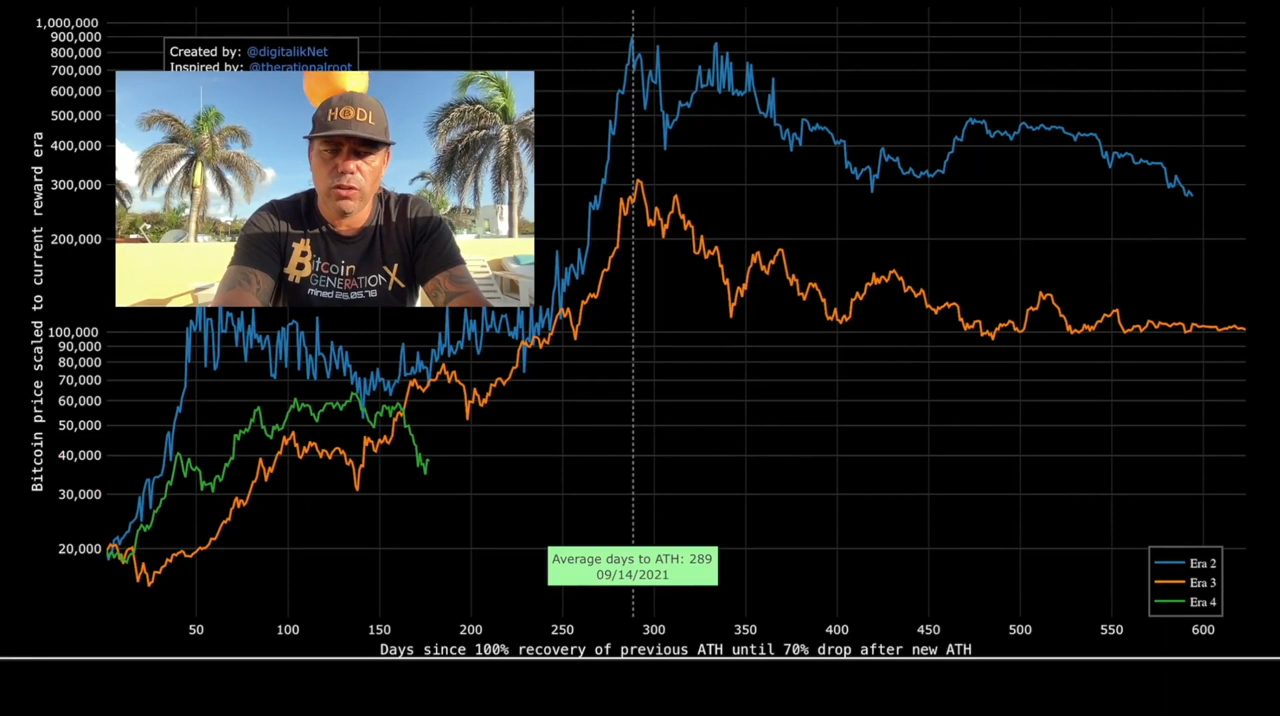 1,000,000
900,000
800,000
700,000
600,000
500,000
400,000
300,000
200,000
100,000
90,000
80,000
70,000
60,000
50,000
40,000
30,000
20,000
Bitcoin price scaled to current reward era
Created by: @digitalikNet
Inspired by: @therationalroot
HODL
Bitcoin
GENERATION X
mined 26.05.78
Average days to ATH: 289
09/14/2021
Era 2
Era 3
Era 4
50 100 150 200 250 300 350 400 450 500 550 600
Days since 100% recovery of previous ATH until 70% drop after new ATH